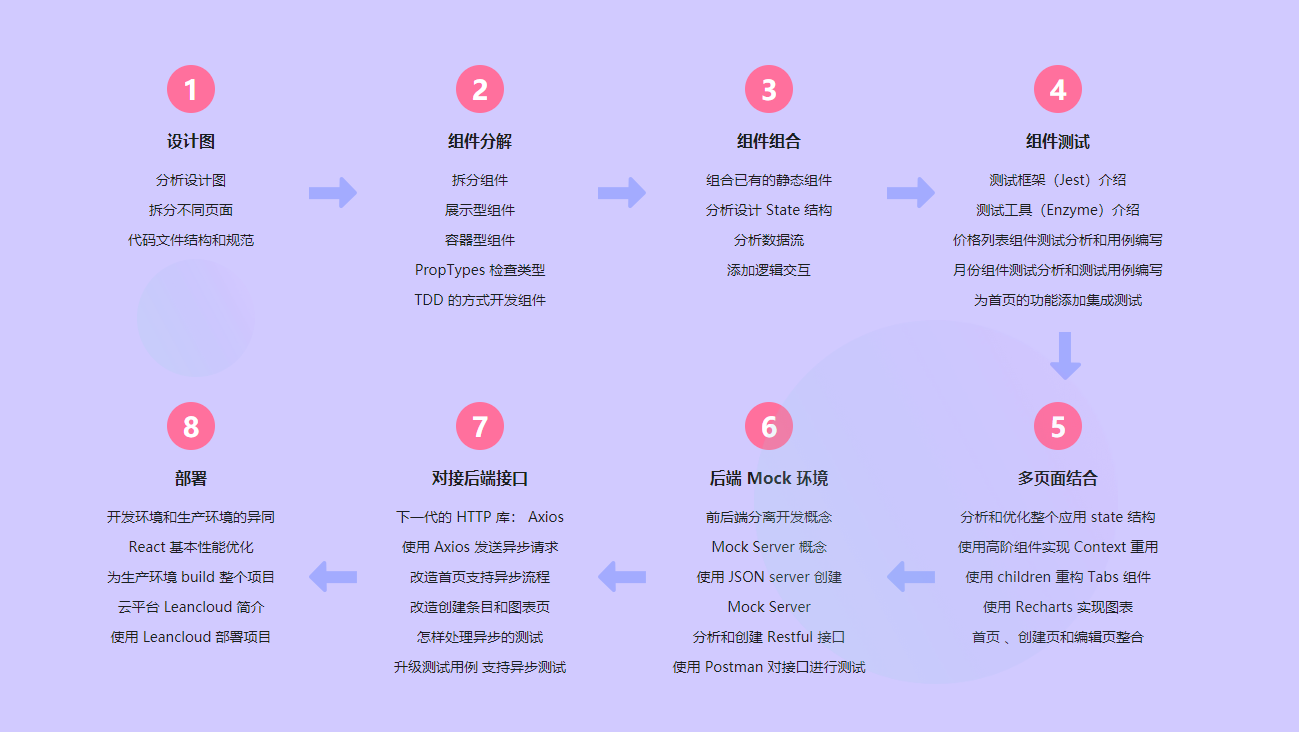 1
设计图
分析设计图
拆分不同页面
代码文件结构和规范
2
组件分解
拆分组件
展示型组件
容器型组件
PropTypes 检查类型
TDD 的方式开发组件
3
组件组合
组合已有的静态组件
分析设计 State 结构
分析数据流
添加逻辑交互
4
组件测试
测试框架（Jest）介绍
测试工具（Enzyme）介绍
价格列表组件测试分析和用例编写
月份组件测试分析和测试用例编写
为首页的功能添加集成测试
5
多页面结合
分析和优化整个应用 state 结构
使用高阶组件实现 Context 重用
使用 children 重构 Tabs 组件
使用 Recharts 实现图表
首页 、创建页和编辑页整合
6
后端 Mock 环境
前后端分离开发概念
Mock Server 概念
使用 JSON server 创建
Mock Server
分析和创建 Restful 接口
使用 Postman 对接口进行测试
7
对接后端接口
下一代的 HTTP 库： Axios
使用 Axios 发送异步请求
改造首页支持异步流程
改造创建条目和图表页
怎样处理异步的测试
升级测试用例 支持异步测试
8
部署
开发环境和生产环境的异同
React 基本性能优化
为生产环境 build 整个项目
云平台 Leancloud 简介
使用 Leancloud 部署项目